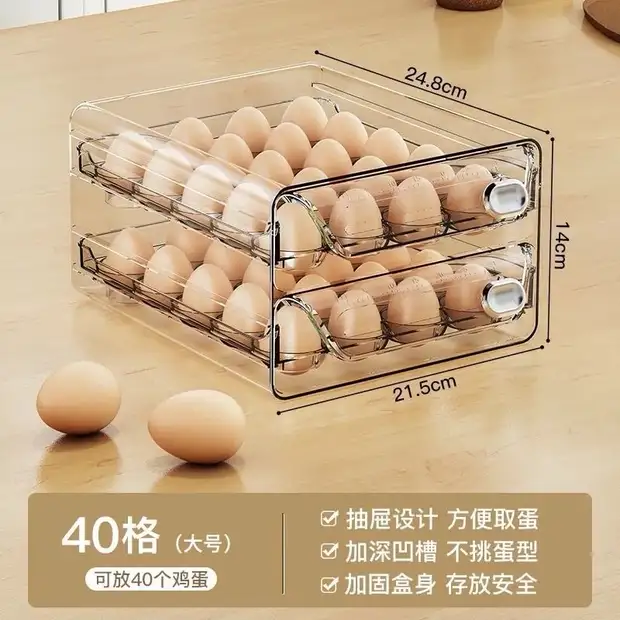 24.8cm
14cm
21.5cm
40格（大号）
可放40个鸡蛋
抽屉设计 方便取蛋
加深凹槽 不挑蛋型
加固盒身 存放安全